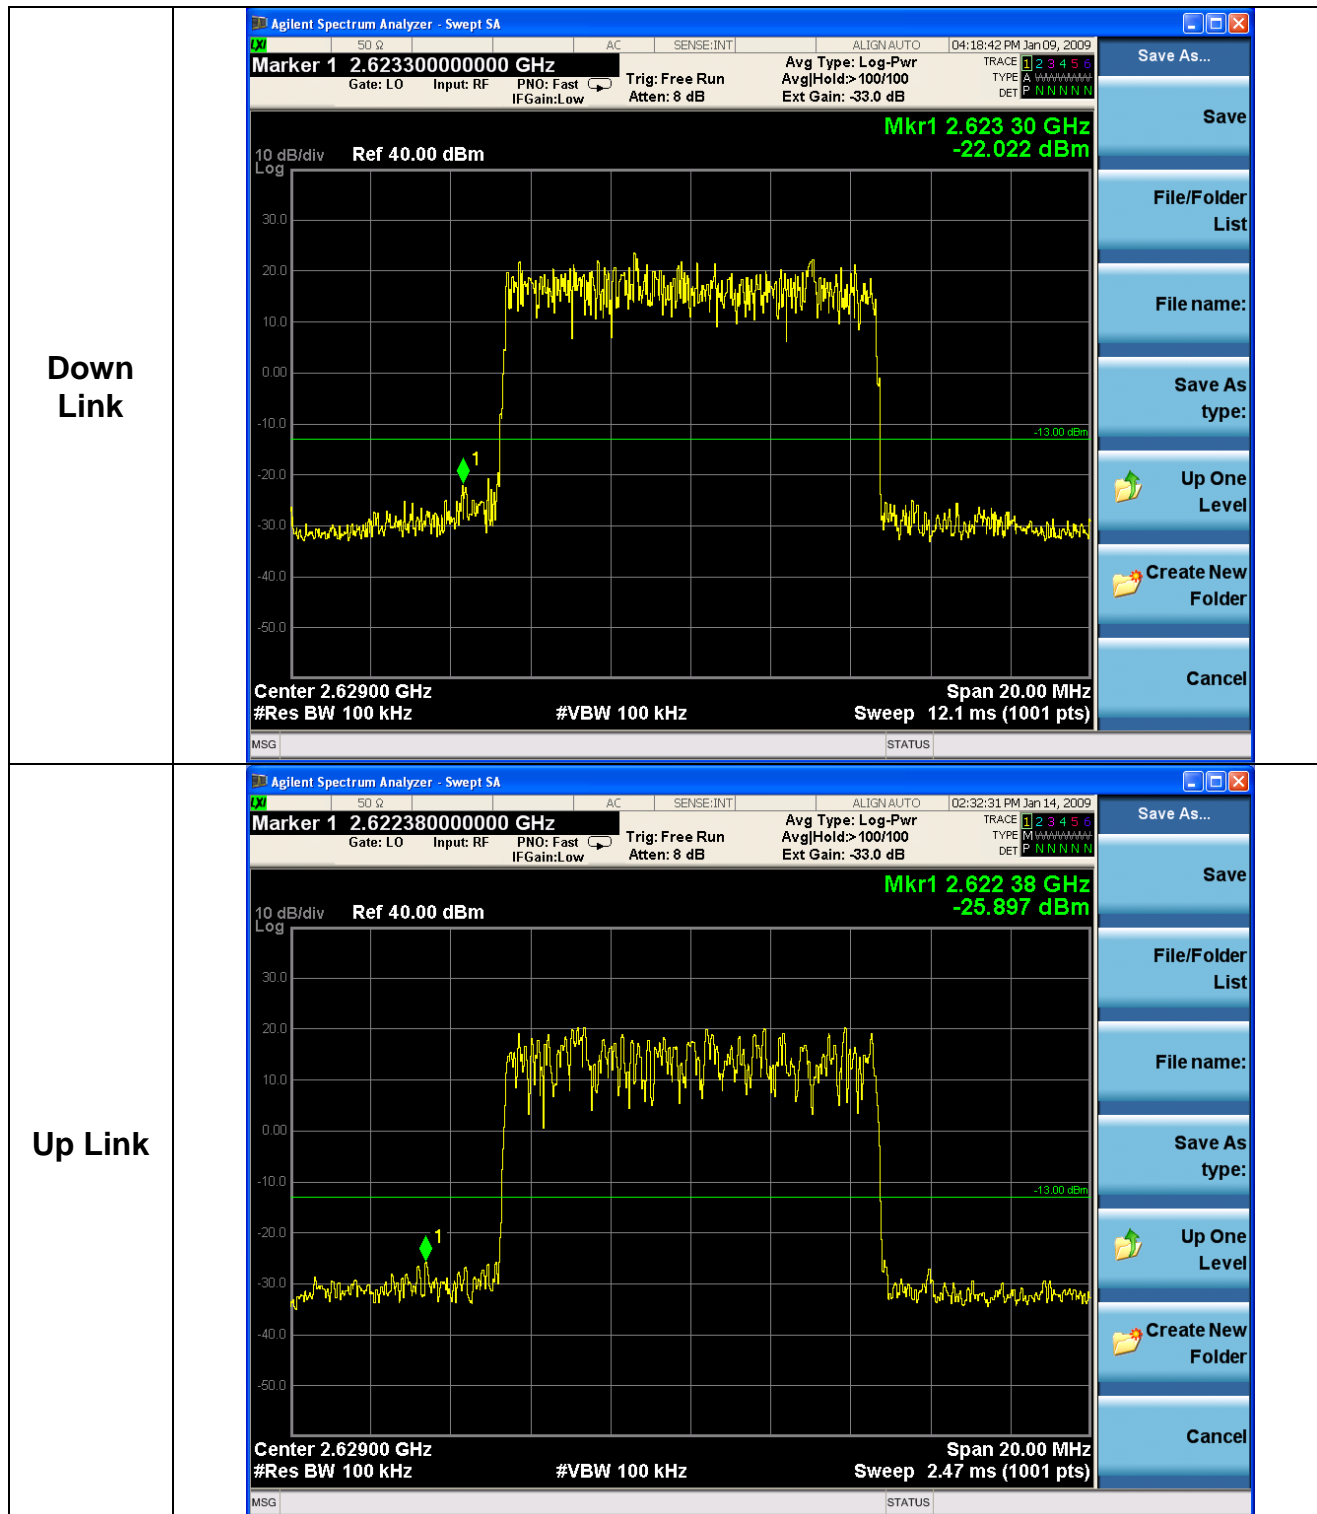 Down
Link
Agilent Spectrum Analyzer - Swept SA
LXI 50 Ω AC SENSE:INT ALIGN AUTO 04:18:42 PM Jan 09, 2009
Marker 1 2.623300000000 GHz
Gate: LO Input: RF PNO: Fast IFGain:Low
Trig: Free Run
Atten: 8 dB
Avg Type: Log-Pwr
Avg|Hold:>100/100
Ext Gain: -33.0 dB
TRACE 1 2 3 4 5 6
TYPE A WWWWW
DET P N N N N N
Mkr1 2.623 30 GHz
-22.022 dBm
10 dB/div Ref 40.00 dBm
Log
30.0
20.0
10.0
0.00
-10.0
-13.00 dBm
1
-20.0
-30.0
-40.0
-50.0
Center 2.62900 GHz Span 20.00 MHz
#Res BW 100 kHz #VBW 100 kHz Sweep 12.1 ms (1001 pts)
MSG STATUS
Save As...
Save
File/Folder
List
File name:
Save As
type:
Up One
Level
Create New
Folder
Cancel
Up Link
Agilent Spectrum Analyzer - Swept SA
LXI 50 Ω AC SENSE:INT ALIGN AUTO 02:32:31 PM Jan 14, 2009
Marker 1 2.622380000000 GHz
Gate: LO Input: RF PNO: Fast IFGain:Low
Trig: Free Run
Atten: 8 dB
Avg Type: Log-Pwr
Avg|Hold:>100/100
Ext Gain: -33.0 dB
TRACE 1 2 3 4 5 6
TYPE M WWWWW
DET P N N N N N
Mkr1 2.622 38 GHz
-25.897 dBm
10 dB/div Ref 40.00 dBm
Log
30.0
20.0
10.0
0.00
-10.0
-13.00 dBm
1
-20.0
-30.0
-40.0
-50.0
Center 2.62900 GHz Span 20.00 MHz
#Res BW 100 kHz #VBW 100 kHz Sweep 2.47 ms (1001 pts)
MSG STATUS
Save As...
Save
File/Folder
List
File name:
Save As
type:
Up One
Level
Create New
Folder
Cancel